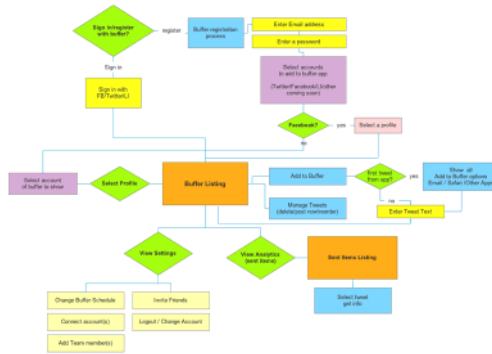 Sign in/register
with buffer?
register
Buffer registration
process
Enter Email address
Enter a password
Sign in
Select accounts
to add to buffer app
(Twitter/Facebook/LI/other
coming soon)
Sign in with
FB/Twitter/LI
Facebook?
yes
Select a profile
no
Select account
of buffer to show
Select Profile
Buffer Listing
Add to Buffer
first tweet
from app?
yes
Show all
Add to Buffer options
Email / Safari /Other App
Manage Tweets
(delete/post now/reorder)
no
Enter Tweet Text
View Settings
View Analytics
(sent items)
Sent Items Listing
Change Buffer Schedule
Invite Friends
Select tweet
get info
Connect account(s)
Logout / Change Account
Add Team member(s)